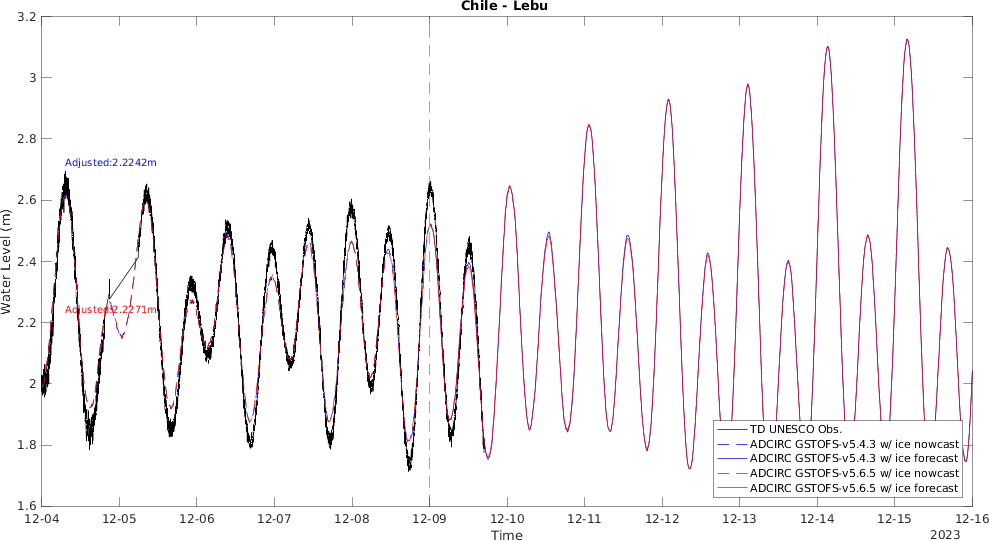 Chile - Lebu
3.2
3
2.8
2.6
2.4
2.2
2
1.8
1.6
Water Level (m)
Adjusted:2.2242m
Adjusted:2.2271m
TD UNESCO Obs.
ADCIRC GSTOFS-v5.4.3 w/ ice nowcast
ADCIRC GSTOFS-v5.4.3 w/ ice forecast
ADCIRC GSTOFS-v5.6.5 w/ ice nowcast
ADCIRC GSTOFS-v5.6.5 w/ ice forecast
12-04 12-05 12-06 12-07 12-08 12-09 12-10 12-11 12-12 12-13 12-14 12-15 12-16
Time
2023